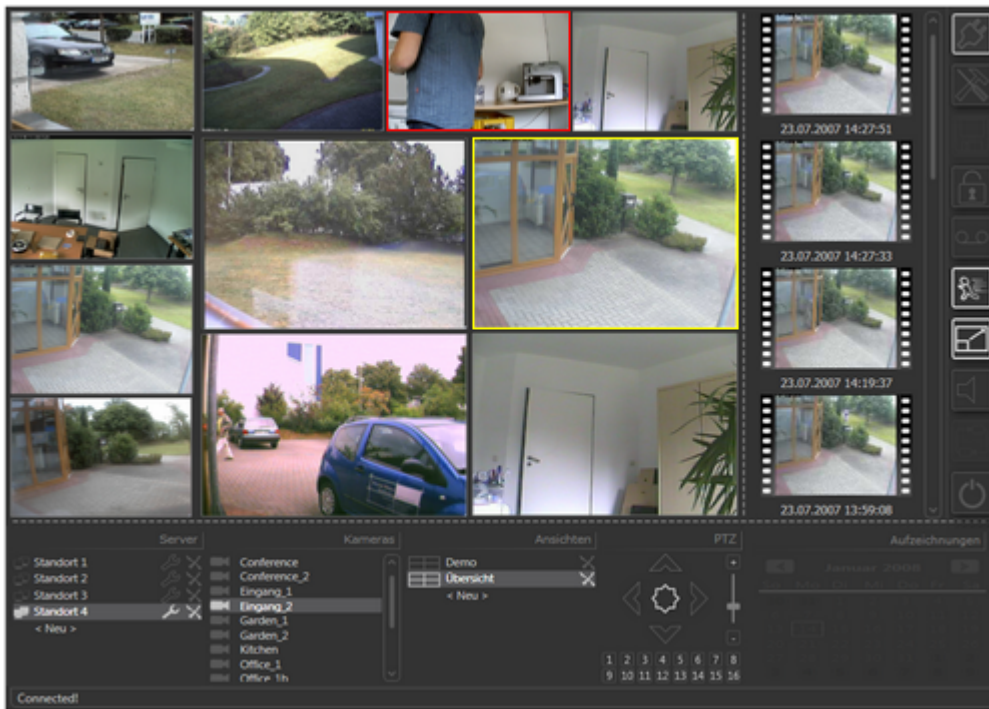 23.07.2007 14:27:51
23.07.2007 14:27:33
23.07.2007 14:19:37
23.07.2007 13:59:08
Server
Kameras
Ansichten
PTZ
Aufzeichnungen
Standort 1
Standort 2
Standort 3
Standort 4
< Neu >
Conference
Conference_2
Eingang_1
Eingang_2
Garden_1
Garden_2
Kitchen
Office_1
Office_1b
Demo
Übersicht
< Neu >
+
-
1 2 3 4 5 6 7 8
9 10 11 12 13 14 15 16
Januar 2008
Connected!